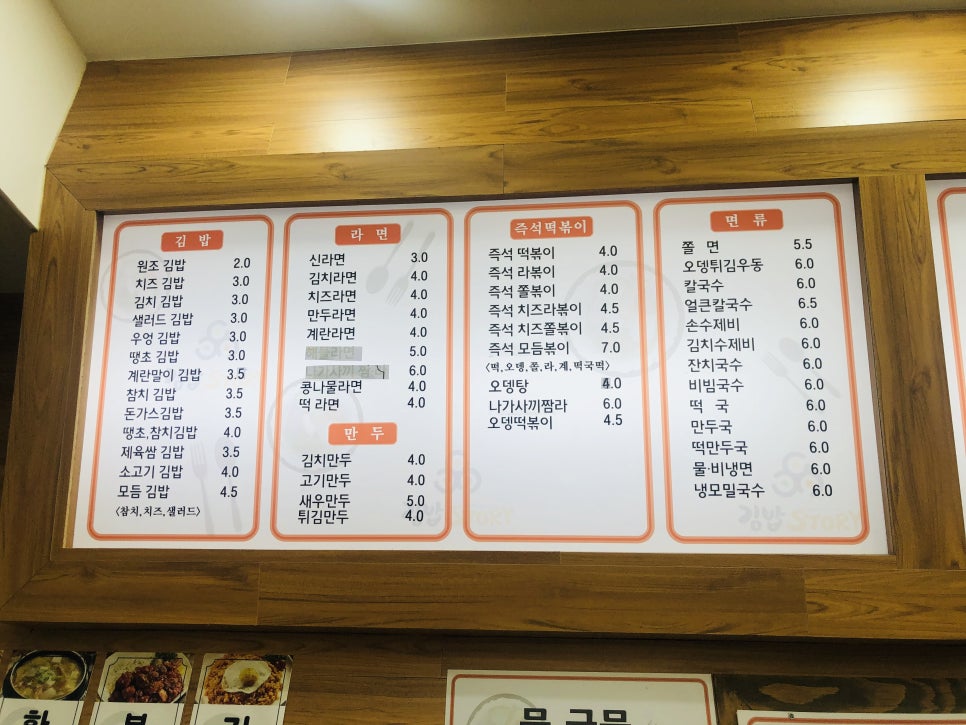 김 밥
원조 김밥 2.0
치즈 김밥 3.0
김치 김밥 3.0
샐러드 김밥 3.0
우엉 김밥 3.0
땡초 김밥 3.0
계란말이 김밥 3.5
참치 김밥 3.5
돈가스김밥 3.5
땡초,참치김밥 4.0
제육쌈 김밥 3.5
소고기 김밥 4.0
모듬 김밥 4.5
<참치,치즈,샐러드>
라 면
신라면 3.0
김치라면 4.0
치즈라면 4.0
만두라면 4.0
계란라면 4.0
해물라면 5.0
나가사끼 짬 6.0
콩나물라면 4.0
떡 라면 4.0
만 두
김치만두 4.0
고기만두 4.0
새우만두 5.0
튀김만두 4.0
즉석떡볶이
즉석 떡볶이 4.0
즉석 라볶이 4.0
즉석 쫄볶이 4.0
즉석 치즈라볶이 4.5
즉석 치즈쫄볶이 4.5
즉석 모듬볶이 7.0
<떡,오뎅,쫄,라,계,떡국떡>
오뎅탕 4.0
나가사끼짬라 6.0
오뎅떡볶이 4.5
면 류
쫄 면 5.5
오뎅튀김우동 6.0
칼국수 6.0
얼큰칼국수 6.5
손수제비 6.0
김치수제비 6.0
잔치국수 6.0
비빔국수 6.0
떡 국 6.0
만두국 6.0
떡만두국 6.0
물·비냉면 6.0
냉모밀국수 6.0
김밥 STORY
김밥 STORY